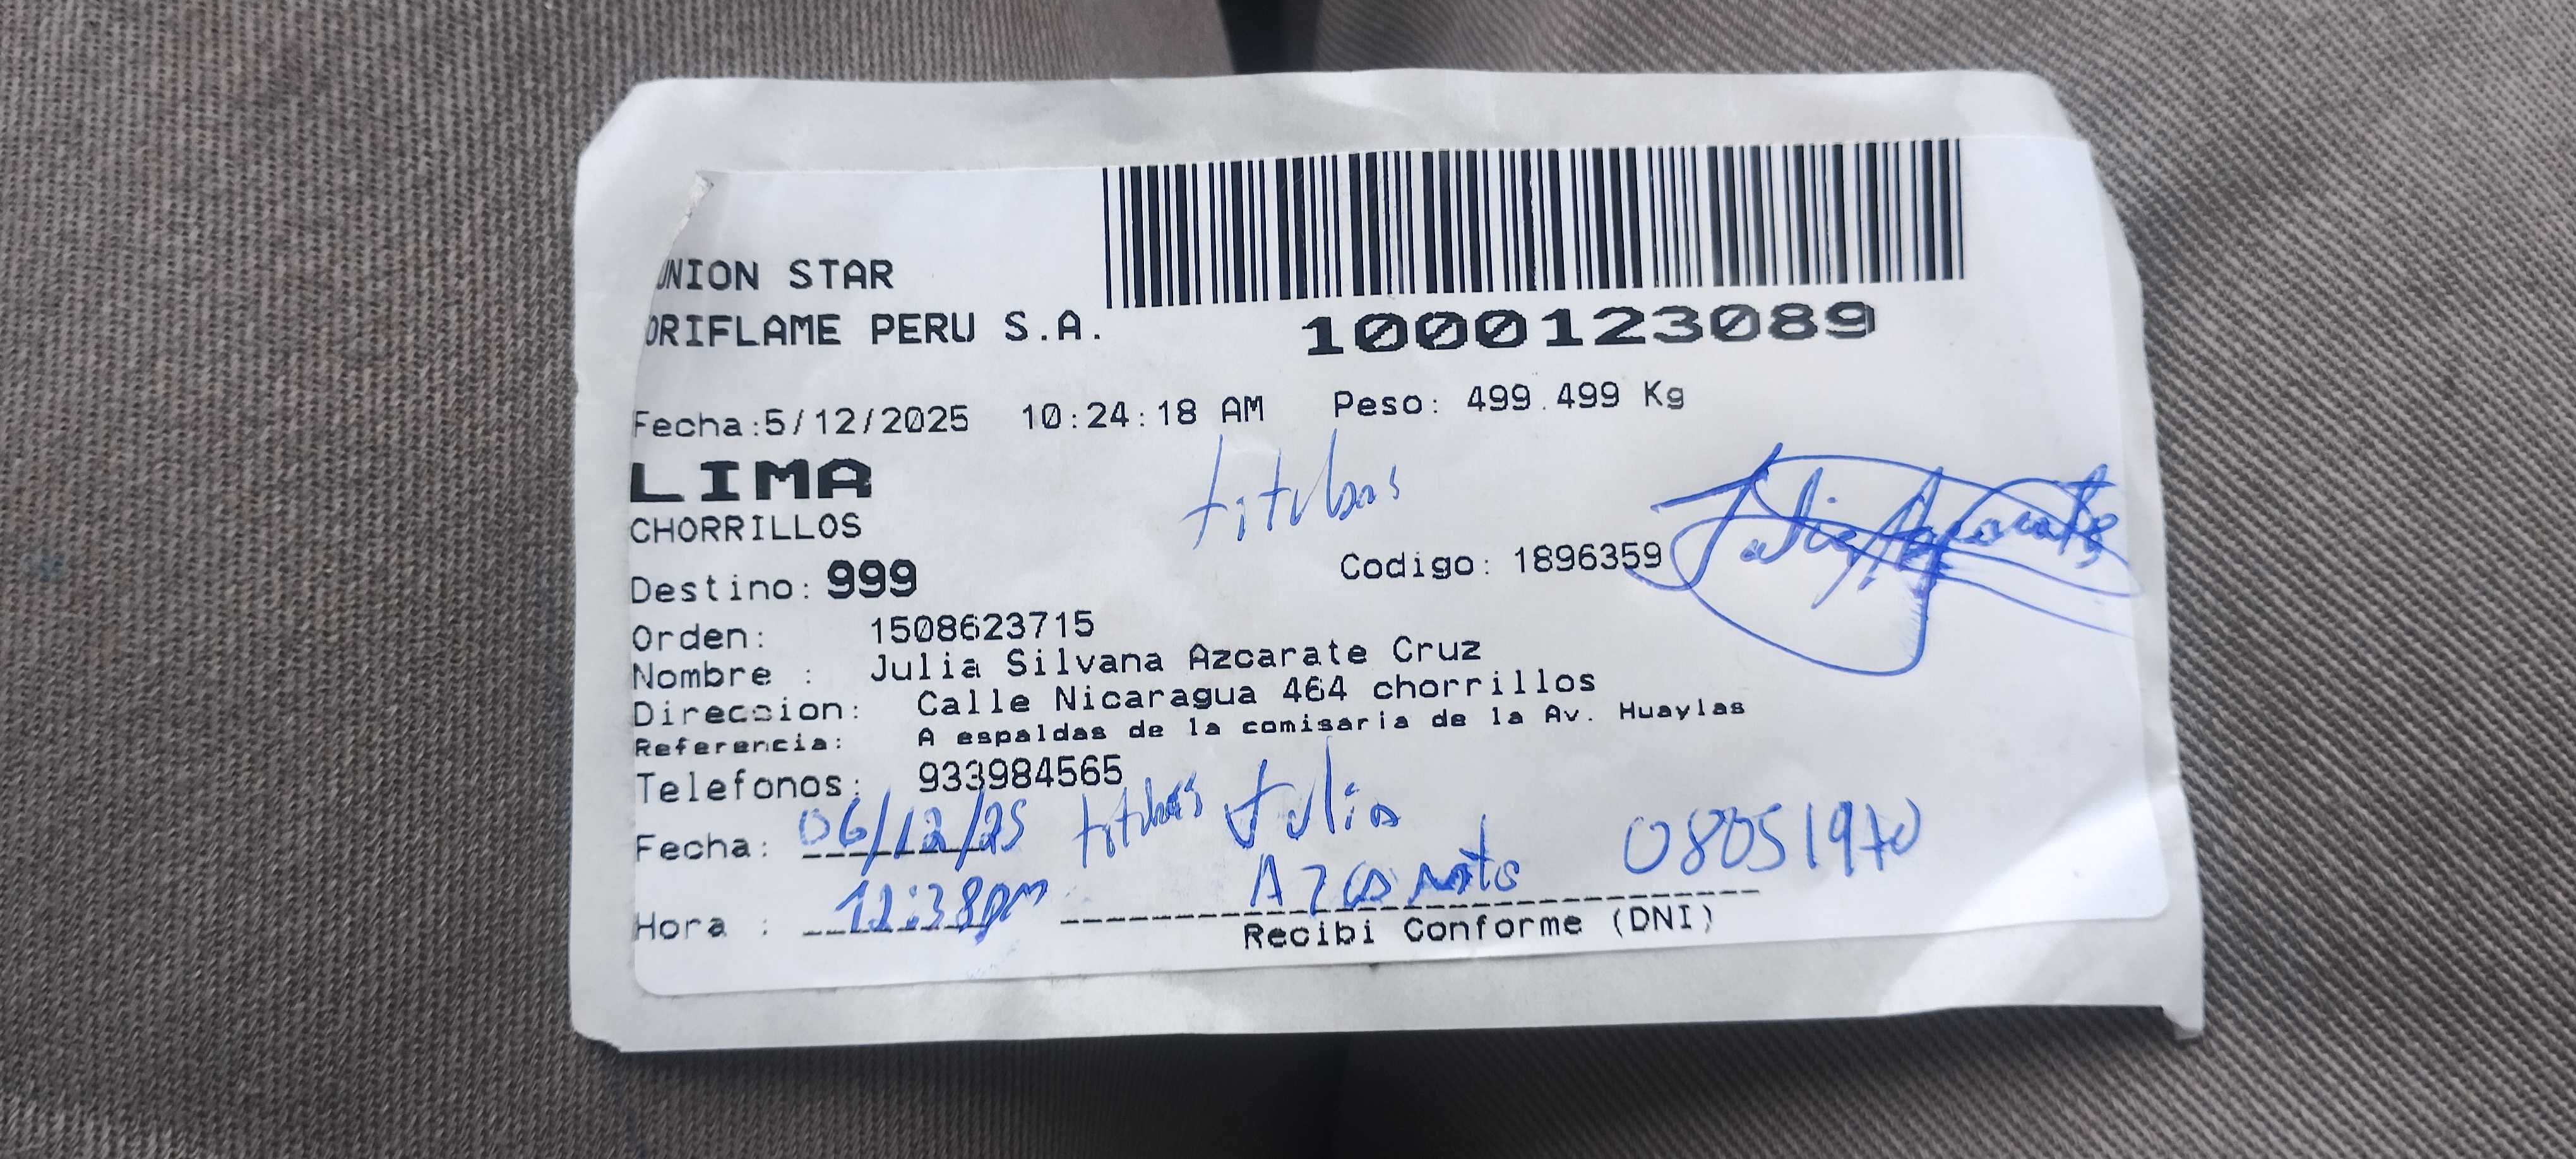 UNION STAR
ORIFLAME PERU S.A.
1000123089
Fecha:5/12/2025 10:24:18 AM Peso: 499.499 Kg
LIMA
CHORRILLOS
Destino: 999
Codigo: 1896359
Julia Azcarate
Orden: 1508623715
Nombre : Julia Silvana Azcarate Cruz
Direccion: Calle Nicaragua 464 chorrillos
Referencia: A espaldas de la comisaria de la Av. Huaylas
Telefonos: 933984565
Fecha: 06/12/25 Julia
Azcarate 08051970
Hora : 12:38pm
Recibi Conforme (DNI)